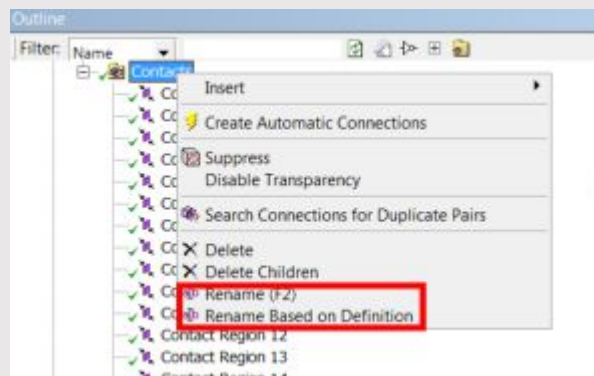 Outline
Filter: Name
Contacts
Insert
Create Automatic Connections
Suppress
Disable Transparency
Search Connections for Duplicate Pairs
Delete
Delete Children
Rename (F2)
Rename Based on Definition
Contact Region 12
Contact Region 13